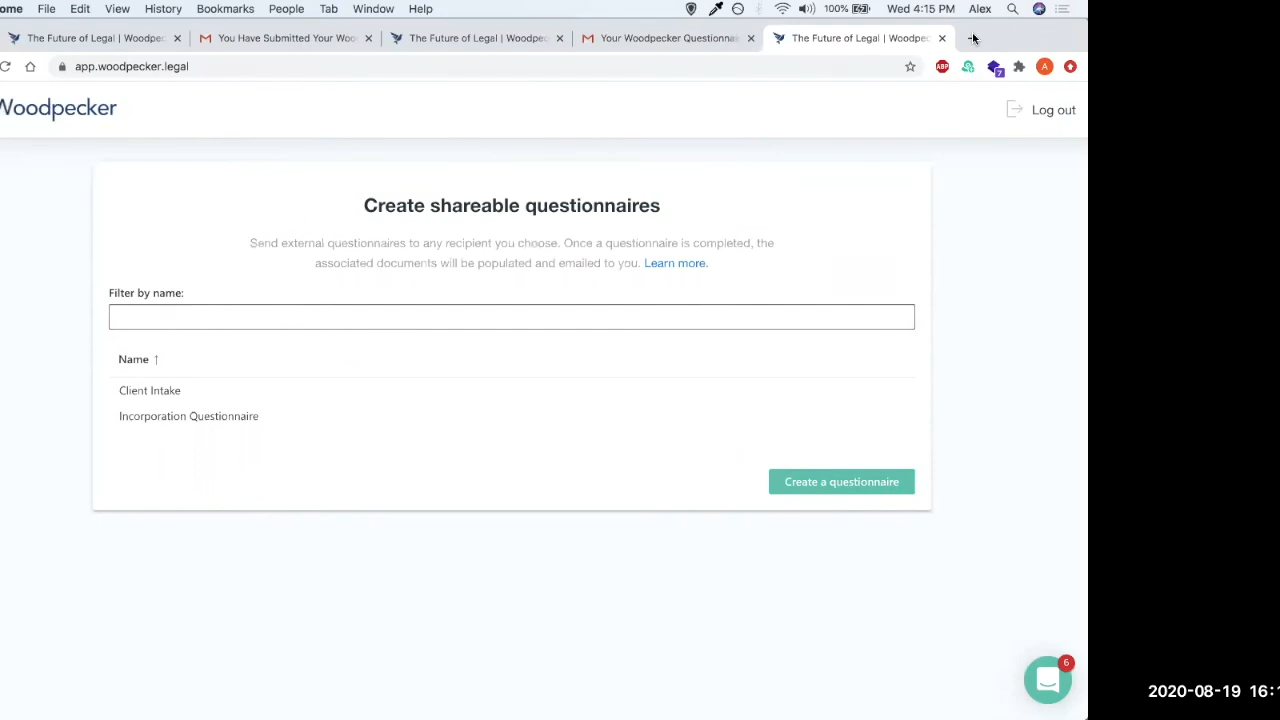 ome File Edit View History Bookmarks People Tab Window Help 100% Wed 4:15 PM Alex
The Future of Legal | Woodpec You Have Submitted Your Woo The Future of Legal | Woodpec Your Woodpecker Questionna The Future of Legal | Woodpec
app.woodpecker.legal ABP 7 A
Woodpecker Log out
Create shareable questionnaires
Send external questionnaires to any recipient you choose. Once a questionnaire is completed, the
associated documents will be populated and emailed to you. Learn more.
Filter by name:
Name ↑
Client Intake
Incorporation Questionnaire
Create a questionnaire
6
2020-08-19 16:1